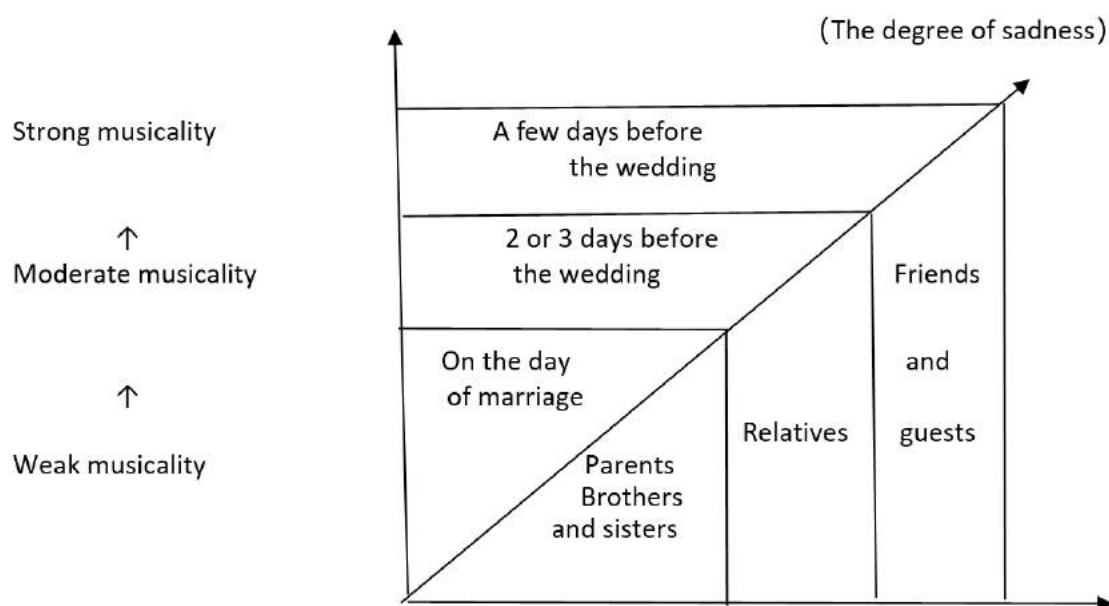 (The degree of sadness)
Strong musicality
A few days before
the wedding
↑
2 or 3 days before
the wedding
Moderate musicality
Friends
and
guests
On the day
of marriage
↑
Relatives
Weak musicality
Parents
Brothers
and sisters